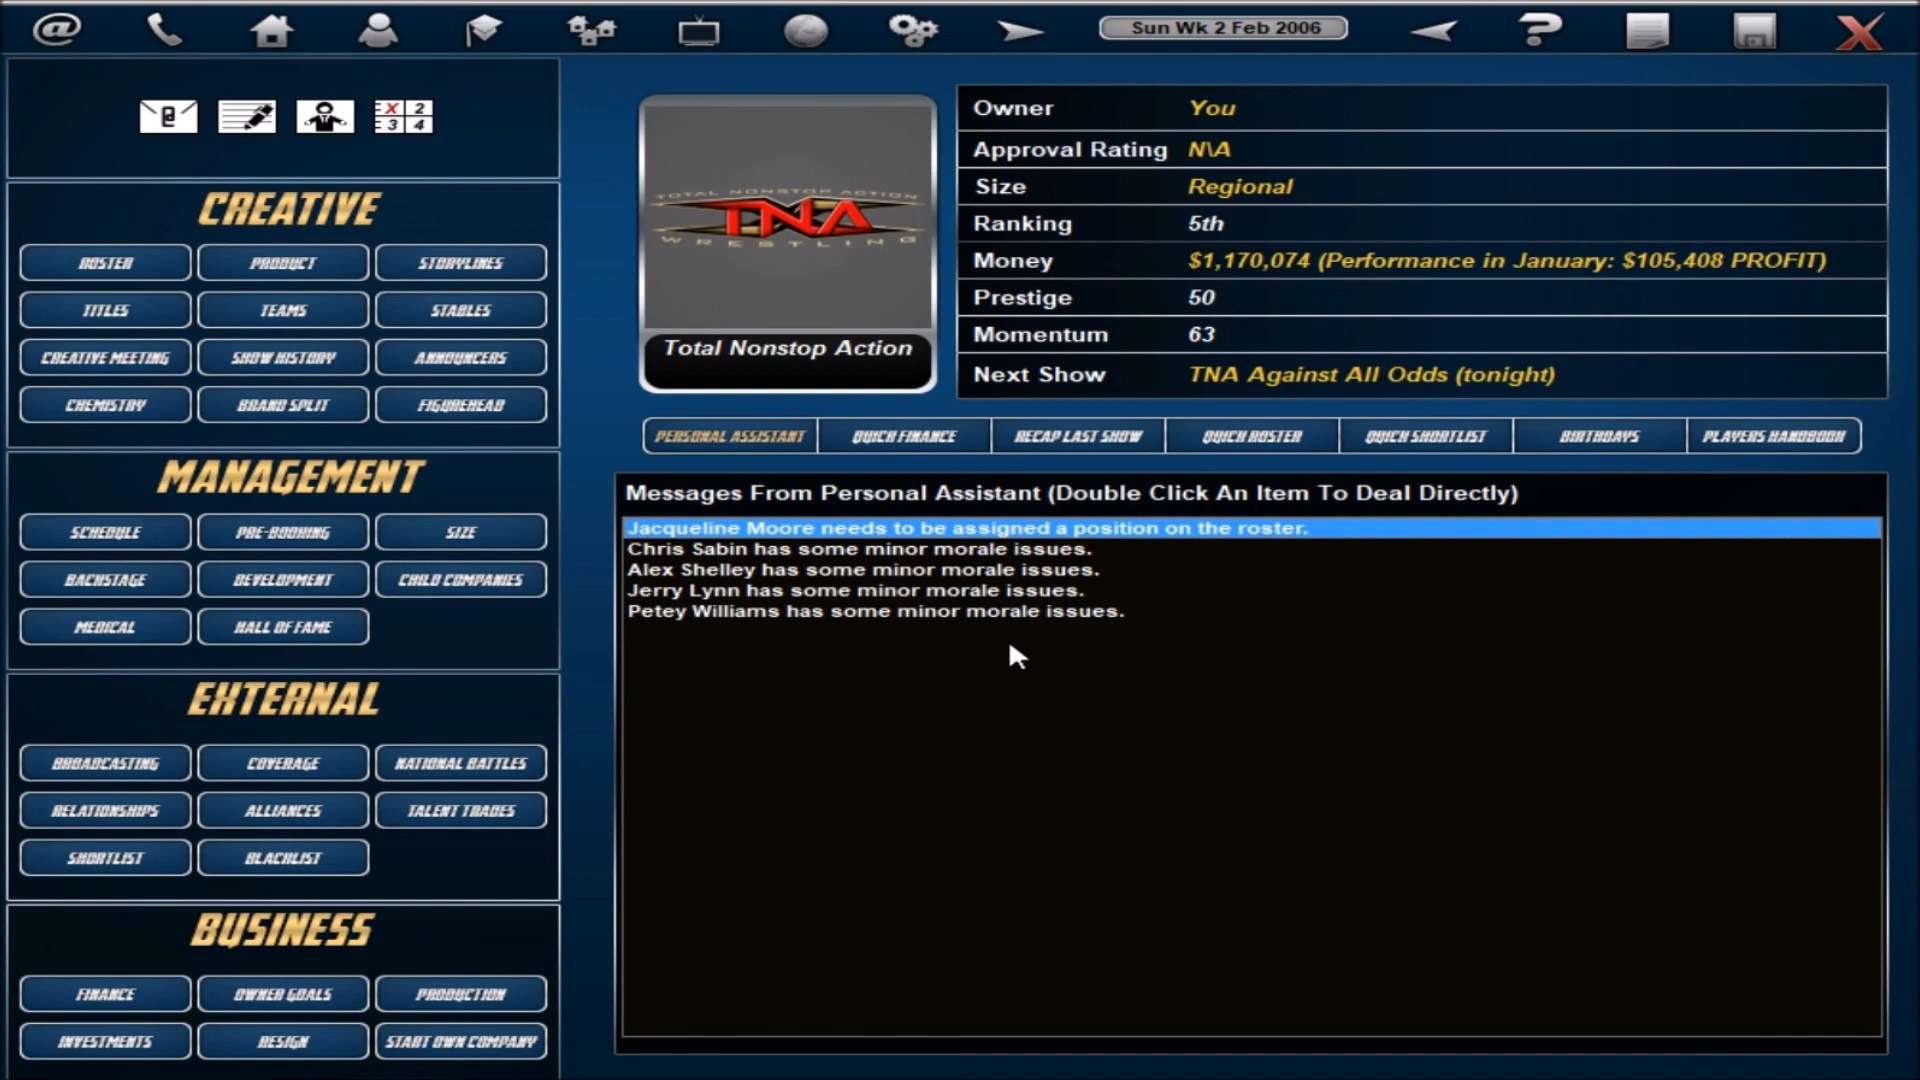 Sun Wk 2 Feb 2006
X 2
3 4
CREATIVE
ROSTER
PRODUCT
STORYLINES
TITLES
TEAMS
STABLES
CREATIVE MEETING
SHOW HISTORY
ANNOUNCERS
CHEMISTRY
BRAND SPLIT
FIGUREHEAD
MANAGEMENT
SCHEDULE
PRE-BOOKING
SIZE
BACKSTAGE
DEVELOPMENT
CHILD COMPANIES
MEDICAL
HALL OF FAME
EXTERNAL
BROADCASTING
COVERAGE
NATIONAL BATTLES
RELATIONSHIPS
ALLIANCES
TALENT TRADES
SHORTLIST
BLACKLIST
BUSINESS
FINANCE
OWNER GOALS
PRODUCTION
INVESTMENTS
RESIGN
START OWN COMPANY
TOTAL NONSTOP ACTION
TNA
WRESTLING
Total Nonstop Action
Owner You
Approval Rating N\A
Size Regional
Ranking 5th
Money $1,170,074 (Performance in January: $105,408 PROFIT)
Prestige 50
Momentum 63
Next Show TNA Against All Odds (tonight)
PERSONAL ASSISTANT
QUICK FINANCE
RECAP LAST SHOW
QUICK ROSTER
QUICK SHORTLIST
BIRTHDAYS
PLAYERS HANDBOOK
Messages From Personal Assistant (Double Click An Item To Deal Directly)
Jacqueline Moore needs to be assigned a position on the roster.
Chris Sabin has some minor morale issues.
Alex Shelley has some minor morale issues.
Jerry Lynn has some minor morale issues.
Petey Williams has some minor morale issues.